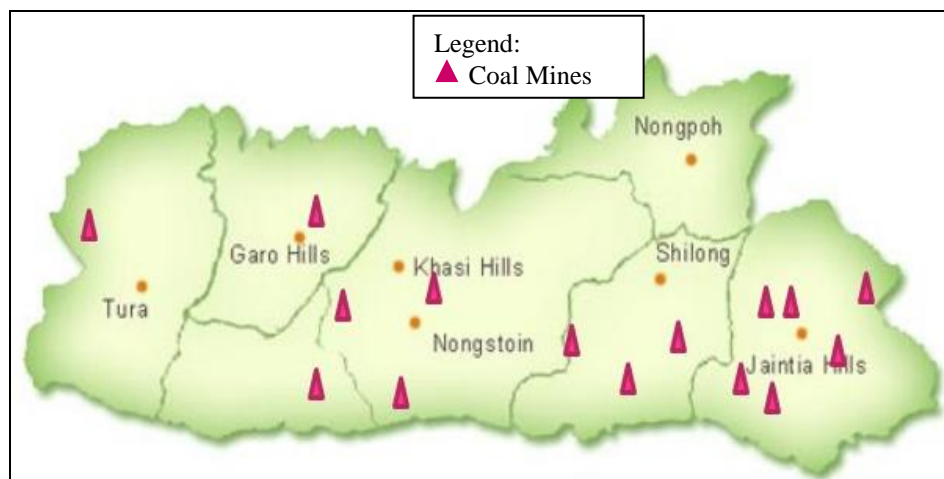 Legend:
Coal Mines
Nongpoh
Garo Hills
Shilong
Khasi Hills
Tura
Nongstoin
Jaintia Hills